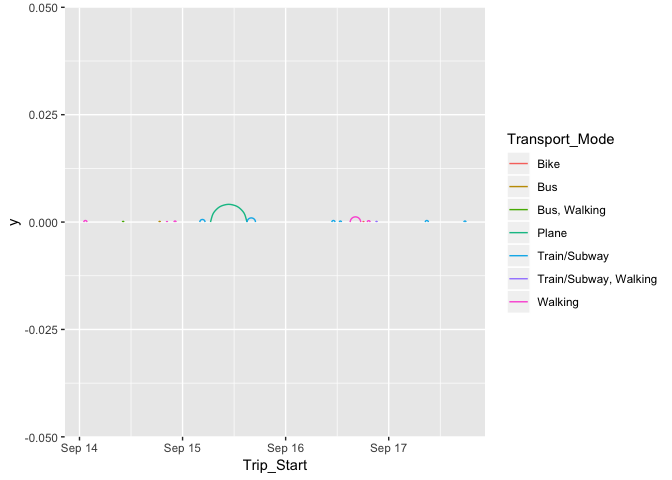 0.050
0.025
0.000
-0.025
-0.050
y
Sep 14
Sep 15
Sep 16
Sep 17
Trip_Start
Transport_Mode
Bike
Bus
Bus, Walking
Plane
Train/Subway
Train/Subway, Walking
Walking